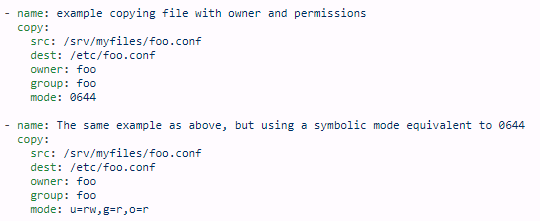 - name: example copying file with owner and permissions
  copy:
    src: /srv/myfiles/foo.conf
    dest: /etc/foo.conf
    owner: foo
    group: foo
    mode: 0644
- name: The same example as above, but using a symbolic mode equivalent to 0644
  copy:
    src: /srv/myfiles/foo.conf
    dest: /etc/foo.conf
    owner: foo
    group: foo
    mode: u=rw,g=r,o=r